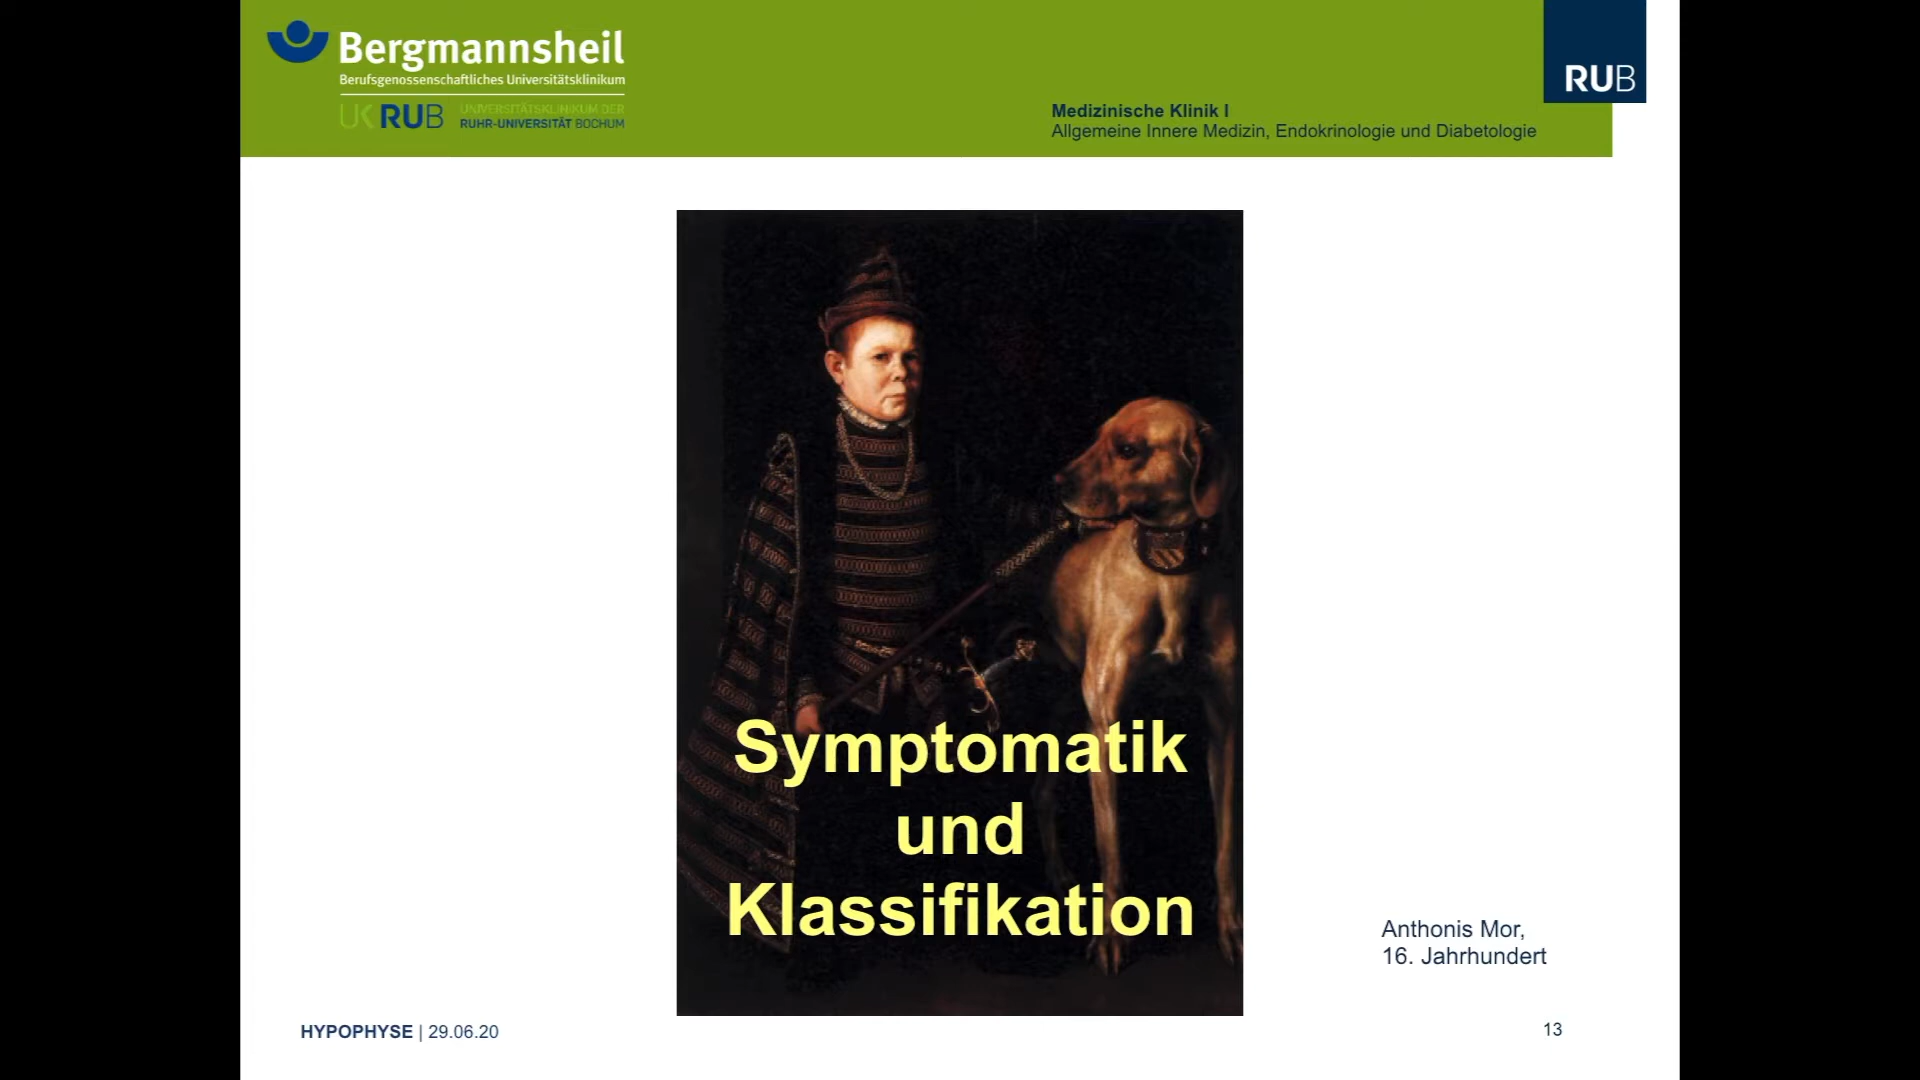 Bergmannsheil
Berufsgenossenschaftliches Universitätsklinikum
UK RUB UNIVERSITÄTSKLINIKUM DER
RUHR-UNIVERSITÄT BOCHUM
RUB
Medizinische Klinik I
Allgemeine Innere Medizin, Endokrinologie und Diabetologie
Symptomatik
und
Klassifikation
Anthonis Mor,
16. Jahrhundert
HYPOPHYSE | 29.06.20
13